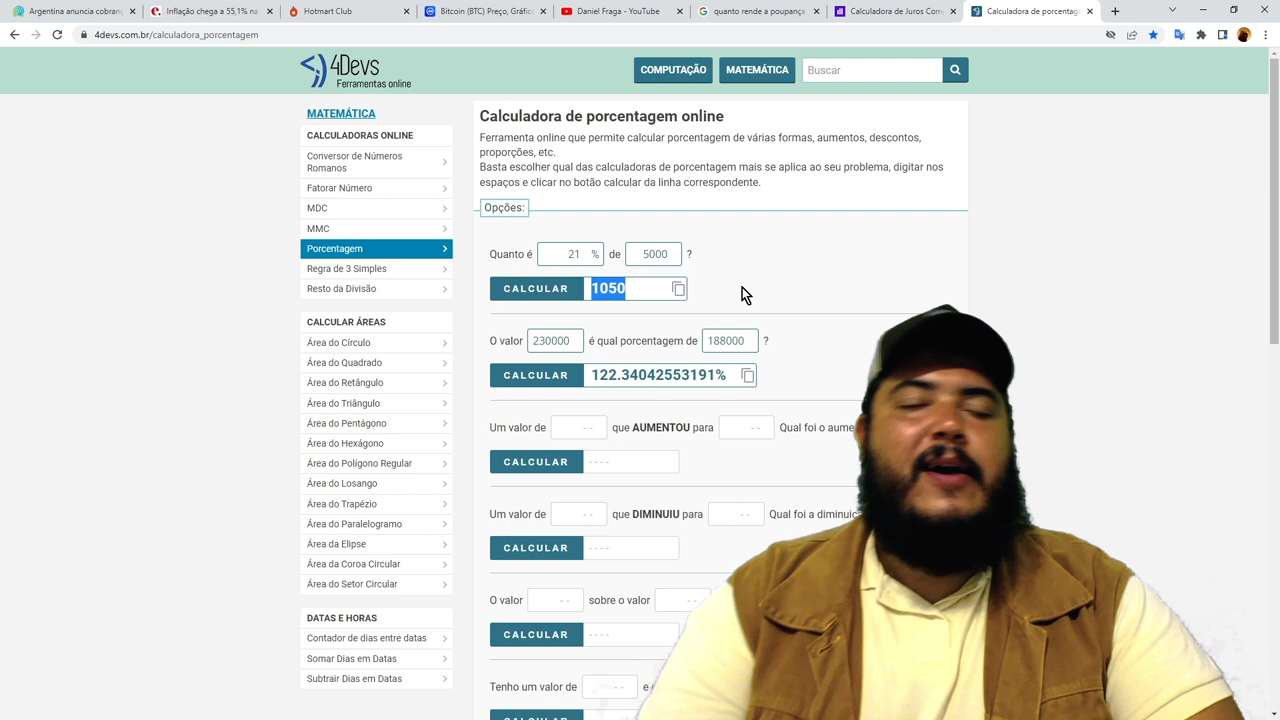 Argentina anuncia cobranç
Inflação chega a 55,1% na
Hotmart Club
Bitcoin (BTC) Preço, Gráfic
Daniel Fraga - YouTube
quanto rende a poupança
Calculadora de Juros Com
Calculadora de porcentage
4devs.com.br/calculadora_porcentagem
4Devs
Ferramentas online
COMPUTAÇÃO
MATEMÁTICA
Buscar
MATEMÁTICA
CALCULADORAS ONLINE
Conversor de Números
Romanos
Fatorar Número
MDC
MMC
Porcentagem
Regra de 3 Simples
Resto da Divisão
CALCULAR ÁREAS
Área do Círculo
Área do Quadrado
Área do Retângulo
Área do Triângulo
Área do Pentágono
Área do Hexágono
Área do Polígono Regular
Área do Losango
Área do Trapézio
Área do Paralelogramo
Área da Elipse
Área da Coroa Circular
Área do Setor Circular
DATAS E HORAS
Contador de dias entre datas
Somar Dias em Datas
Subtrair Dias em Datas
Calculadora de porcentagem online
Ferramenta online que permite calcular porcentagem de várias formas, aumentos, descontos,
proporções, etc.
Basta escolher qual das calculadoras de porcentagem mais se aplica ao seu problema, digitar nos
espaços e clicar no botão calcular da linha correspondente.
Opções:
Quanto é 21 % de 5000 ?
CALCULAR 1050
O valor 230000 é qual porcentagem de 188000 ?
CALCULAR 122.34042553191%
Um valor de -- que AUMENTOU para -- Qual foi o aume
CALCULAR ----
Um valor de -- que DIMINUIU para -- Qual foi a diminuiç
CALCULAR ----
O valor -- sobre o valor --
CALCULAR ----
Tenho um valor de -- e
CALCULAR